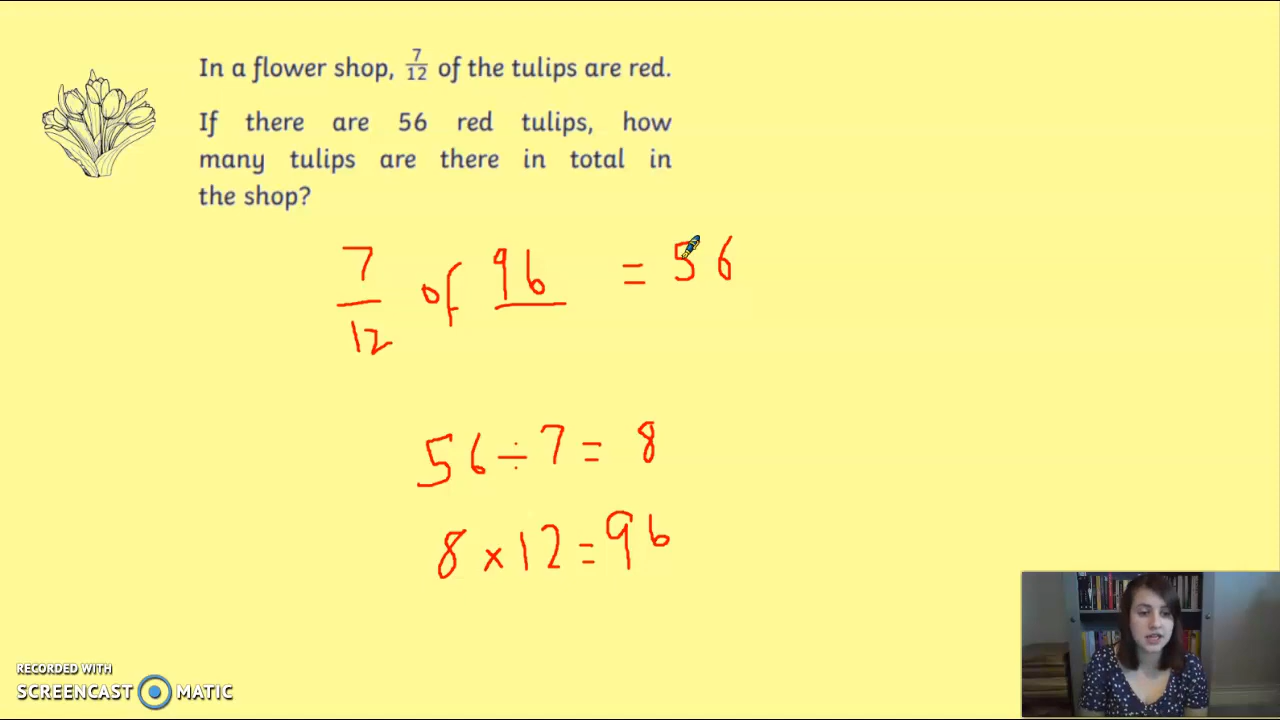 In a flower shop, 7/12 of the tulips are red.
If there are 56 red tulips, how
many tulips are there in total in
the shop?
7/12 of 96 = 56
56 ÷ 7 = 8
8 × 12 = 96
RECORDED WITH
SCREENCAST MATIC